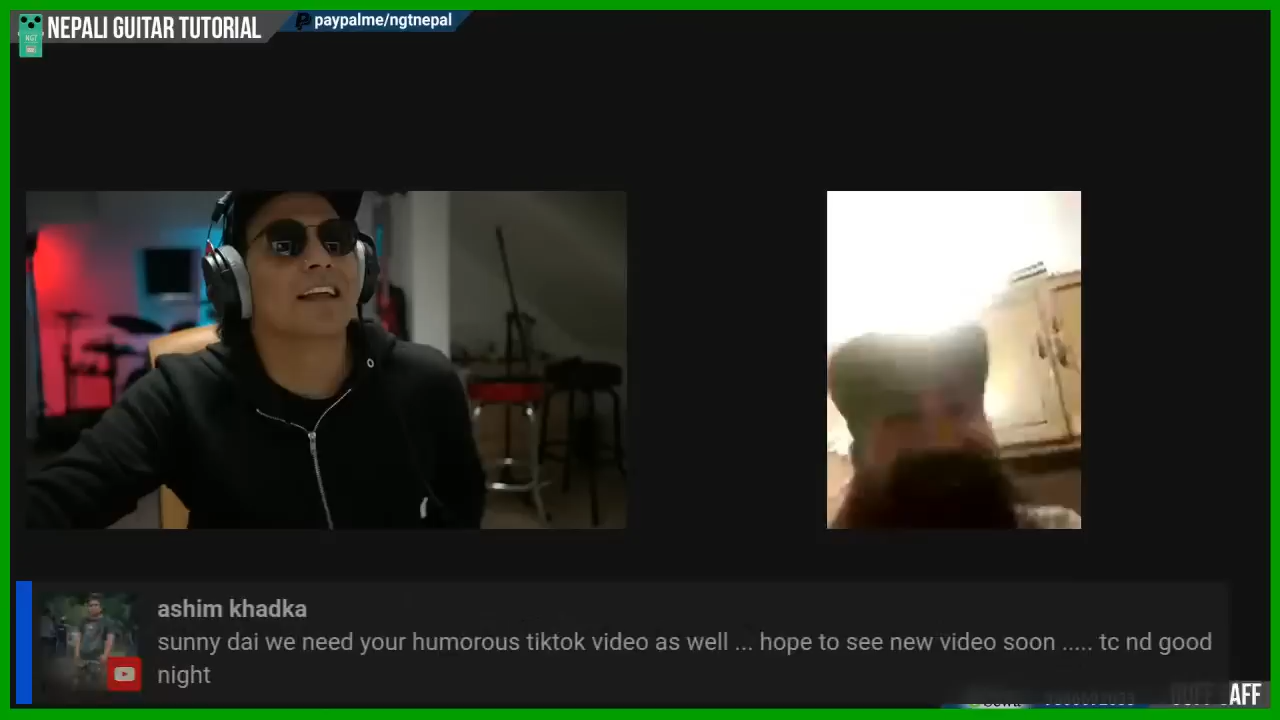 NEPALI GUITAR TUTORIAL
paypalme/ngtnepal
NGT
ashim khadka
sunny dai we need your humorous tiktok video as well ... hope to see new video soon ..... tc nd good
night